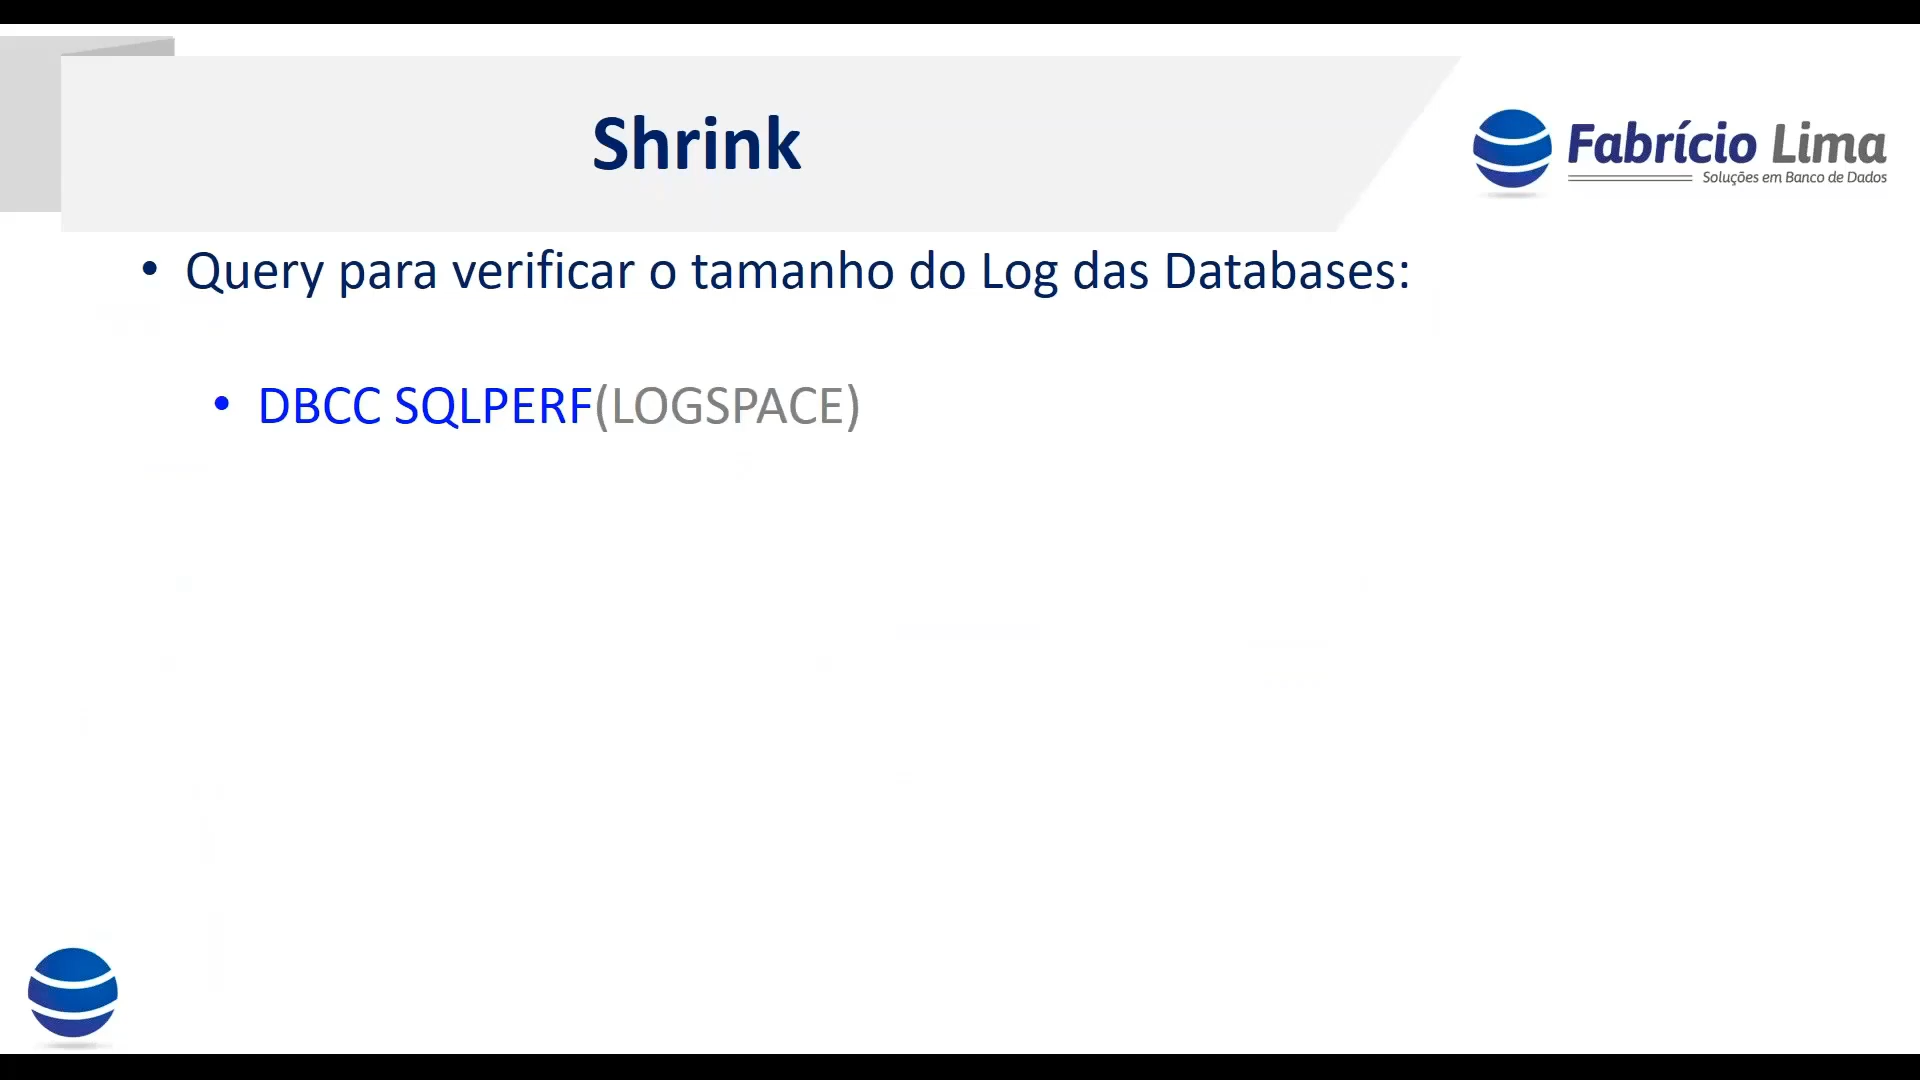 Shrink
Fabrício Lima
Soluções em Banco de Dados
• Query para verificar o tamanho do Log das Databases:
• DBCC SQLPERF(LOGSPACE)